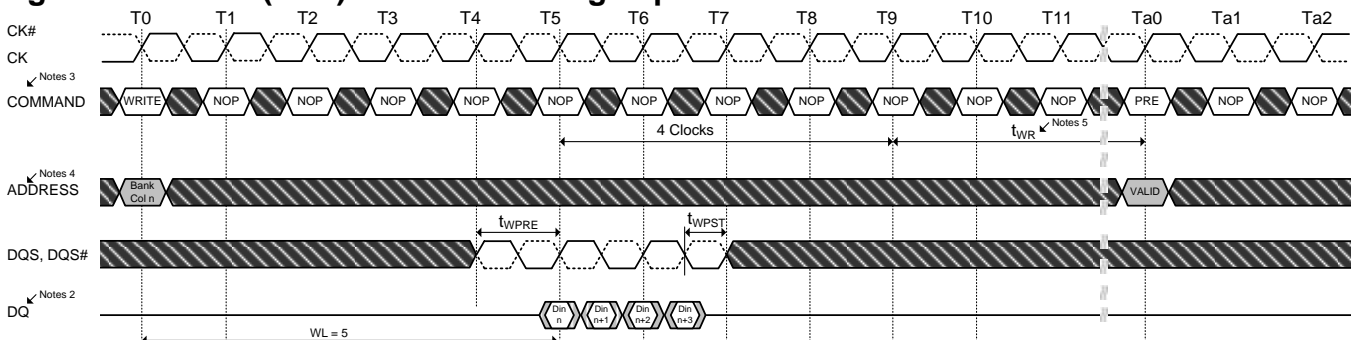 T0 T1 T2 T3 T4 T5 T6 T7 T8 T9 T10 T11 Ta0 Ta1 Ta2
CK#
CK
Notes 3
COMMAND WRITE NOP NOP NOP NOP NOP NOP NOP NOP NOP NOP NOP PRE NOP NOP
4 Clocks tWR Notes 5
Notes 4
ADDRESS Bank Col n VALID
tWPRE tWPST
DQS, DQS#
Notes 2
DQ Din n Din n+1 Din n+2 Din n+3
WL = 5